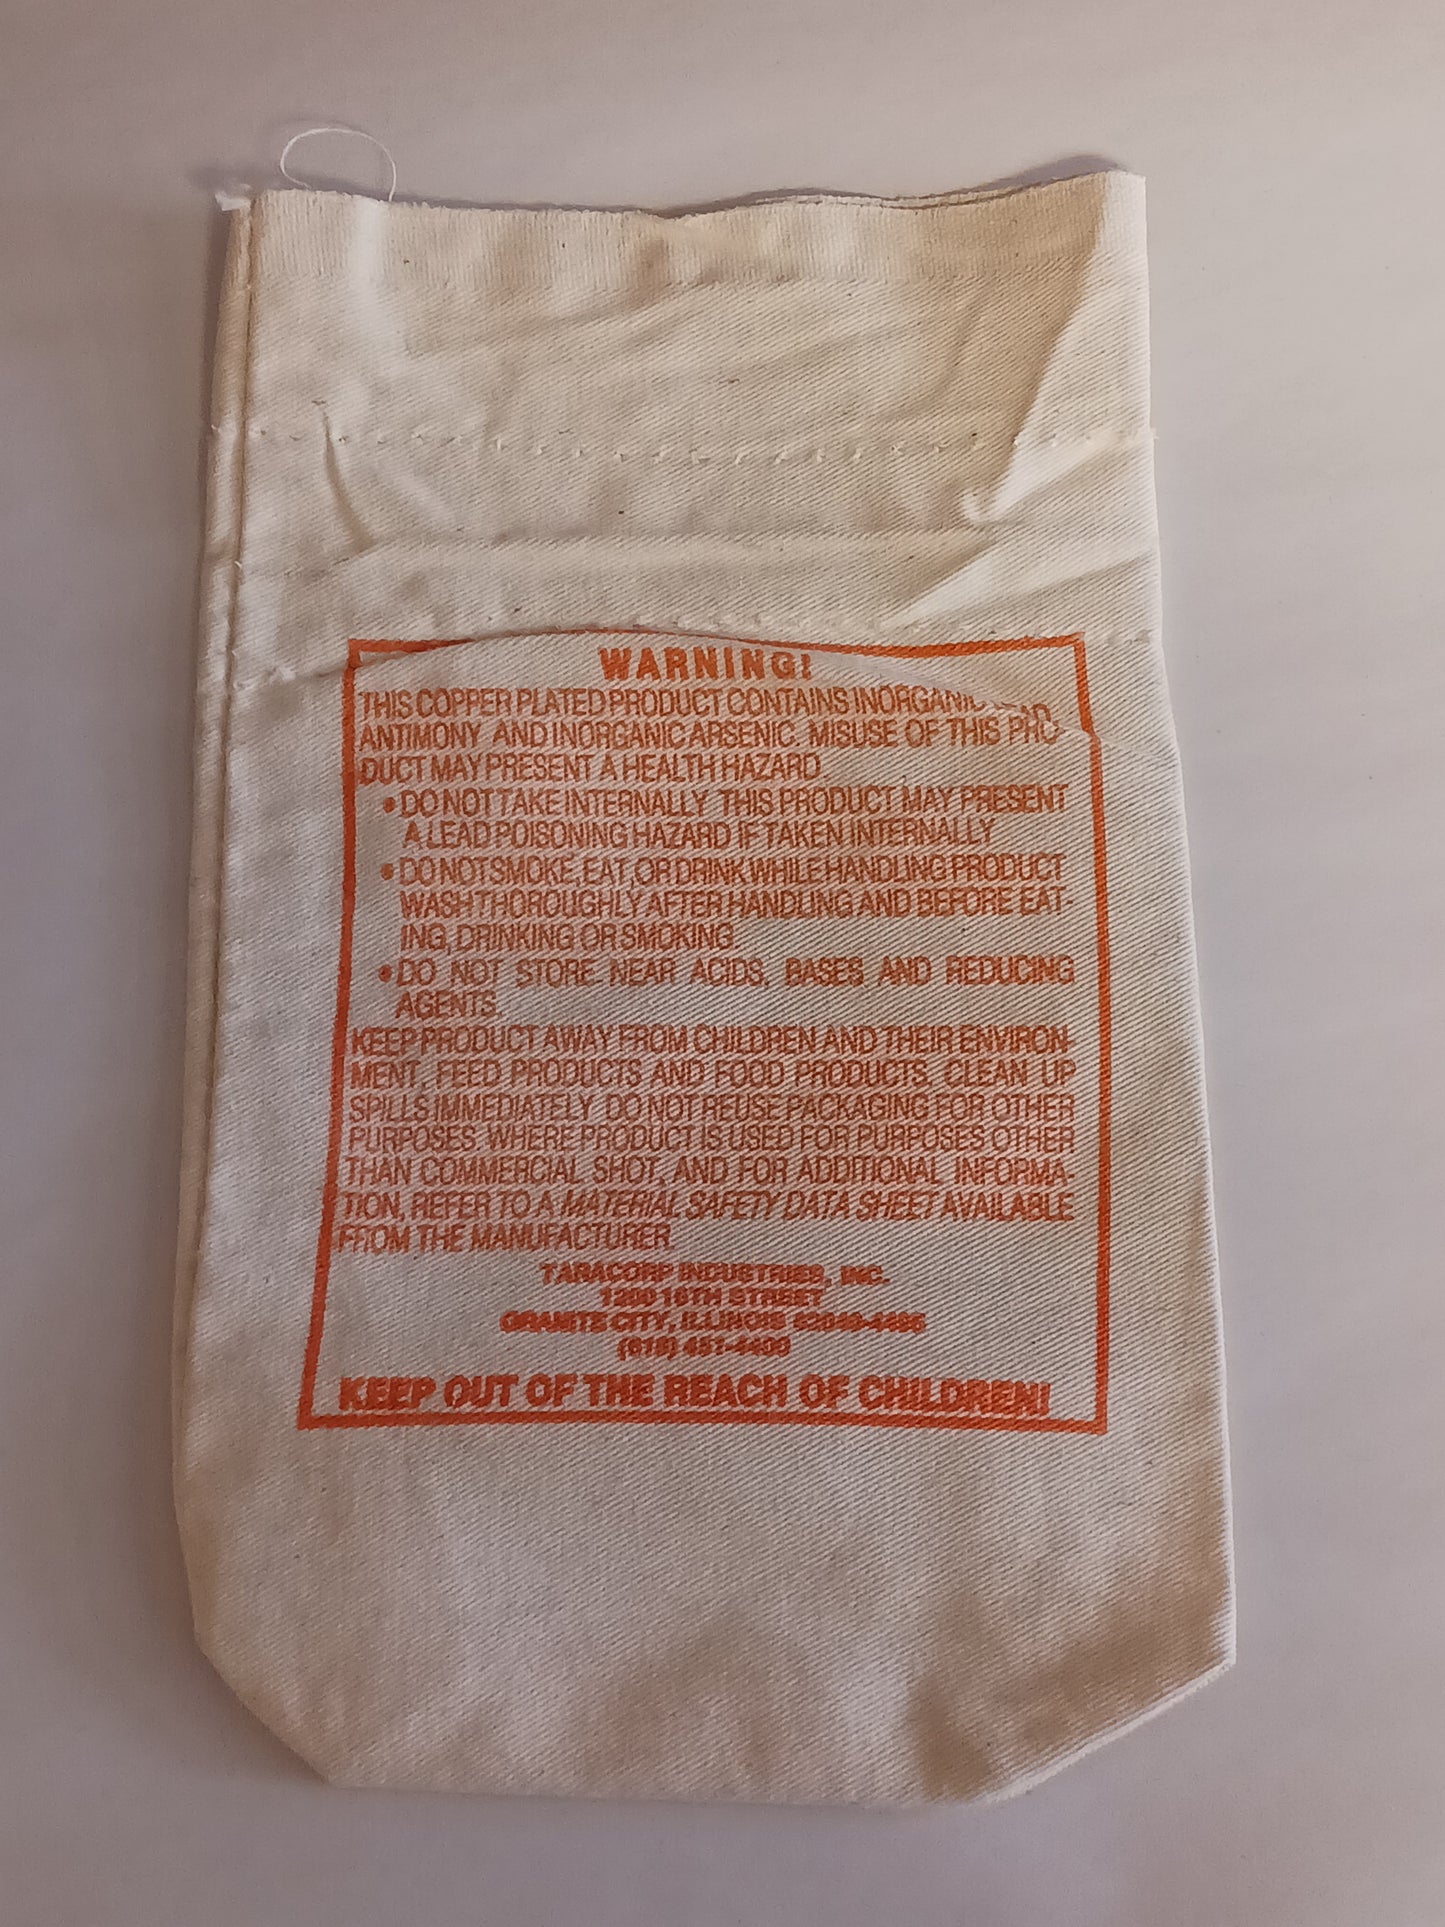 WARNING!
THIS COPPER PLATED PRODUCT CONTAINS INORGANIC LEAD,
ANTIMONY AND INORGANIC ARSENIC. MISUSE OF THIS PRO-
DUCT MAY PRESENT A HEALTH HAZARD.
• DO NOT TAKE INTERNALLY. THIS PRODUCT MAY PRESENT
A LEAD POISONING HAZARD IF TAKEN INTERNALLY
• DO NOT SMOKE, EAT, OR DRINK WHILE HANDLING PRODUCT
WASH THOROUGHLY AFTER HANDLING AND BEFORE EAT-
ING, DRINKING OR SMOKING.
• DO NOT STORE NEAR ACIDS, BASES AND REDUCING
AGENTS.
KEEP PRODUCT AWAY FROM CHILDREN AND THEIR ENVIRON-
MENT, FEED PRODUCTS AND FOOD PRODUCTS. CLEAN UP
SPILLS IMMEDIATELY. DO NOT REUSE PACKAGING FOR OTHER
PURPOSES. WHERE PRODUCT IS USED FOR PURPOSES OTHER
THAN COMMERCIAL SHOT, AND FOR ADDITIONAL INFORMA-
TION, REFER TO A MATERIAL SAFETY DATA SHEET AVAILABLE
FROM THE MANUFACTURER.
TARACORP INDUSTRIES, INC.
1200 16TH STREET
GRANITE CITY, ILLINOIS
(618) 451-4400
KEEP OUT OF THE REACH OF CHILDREN!